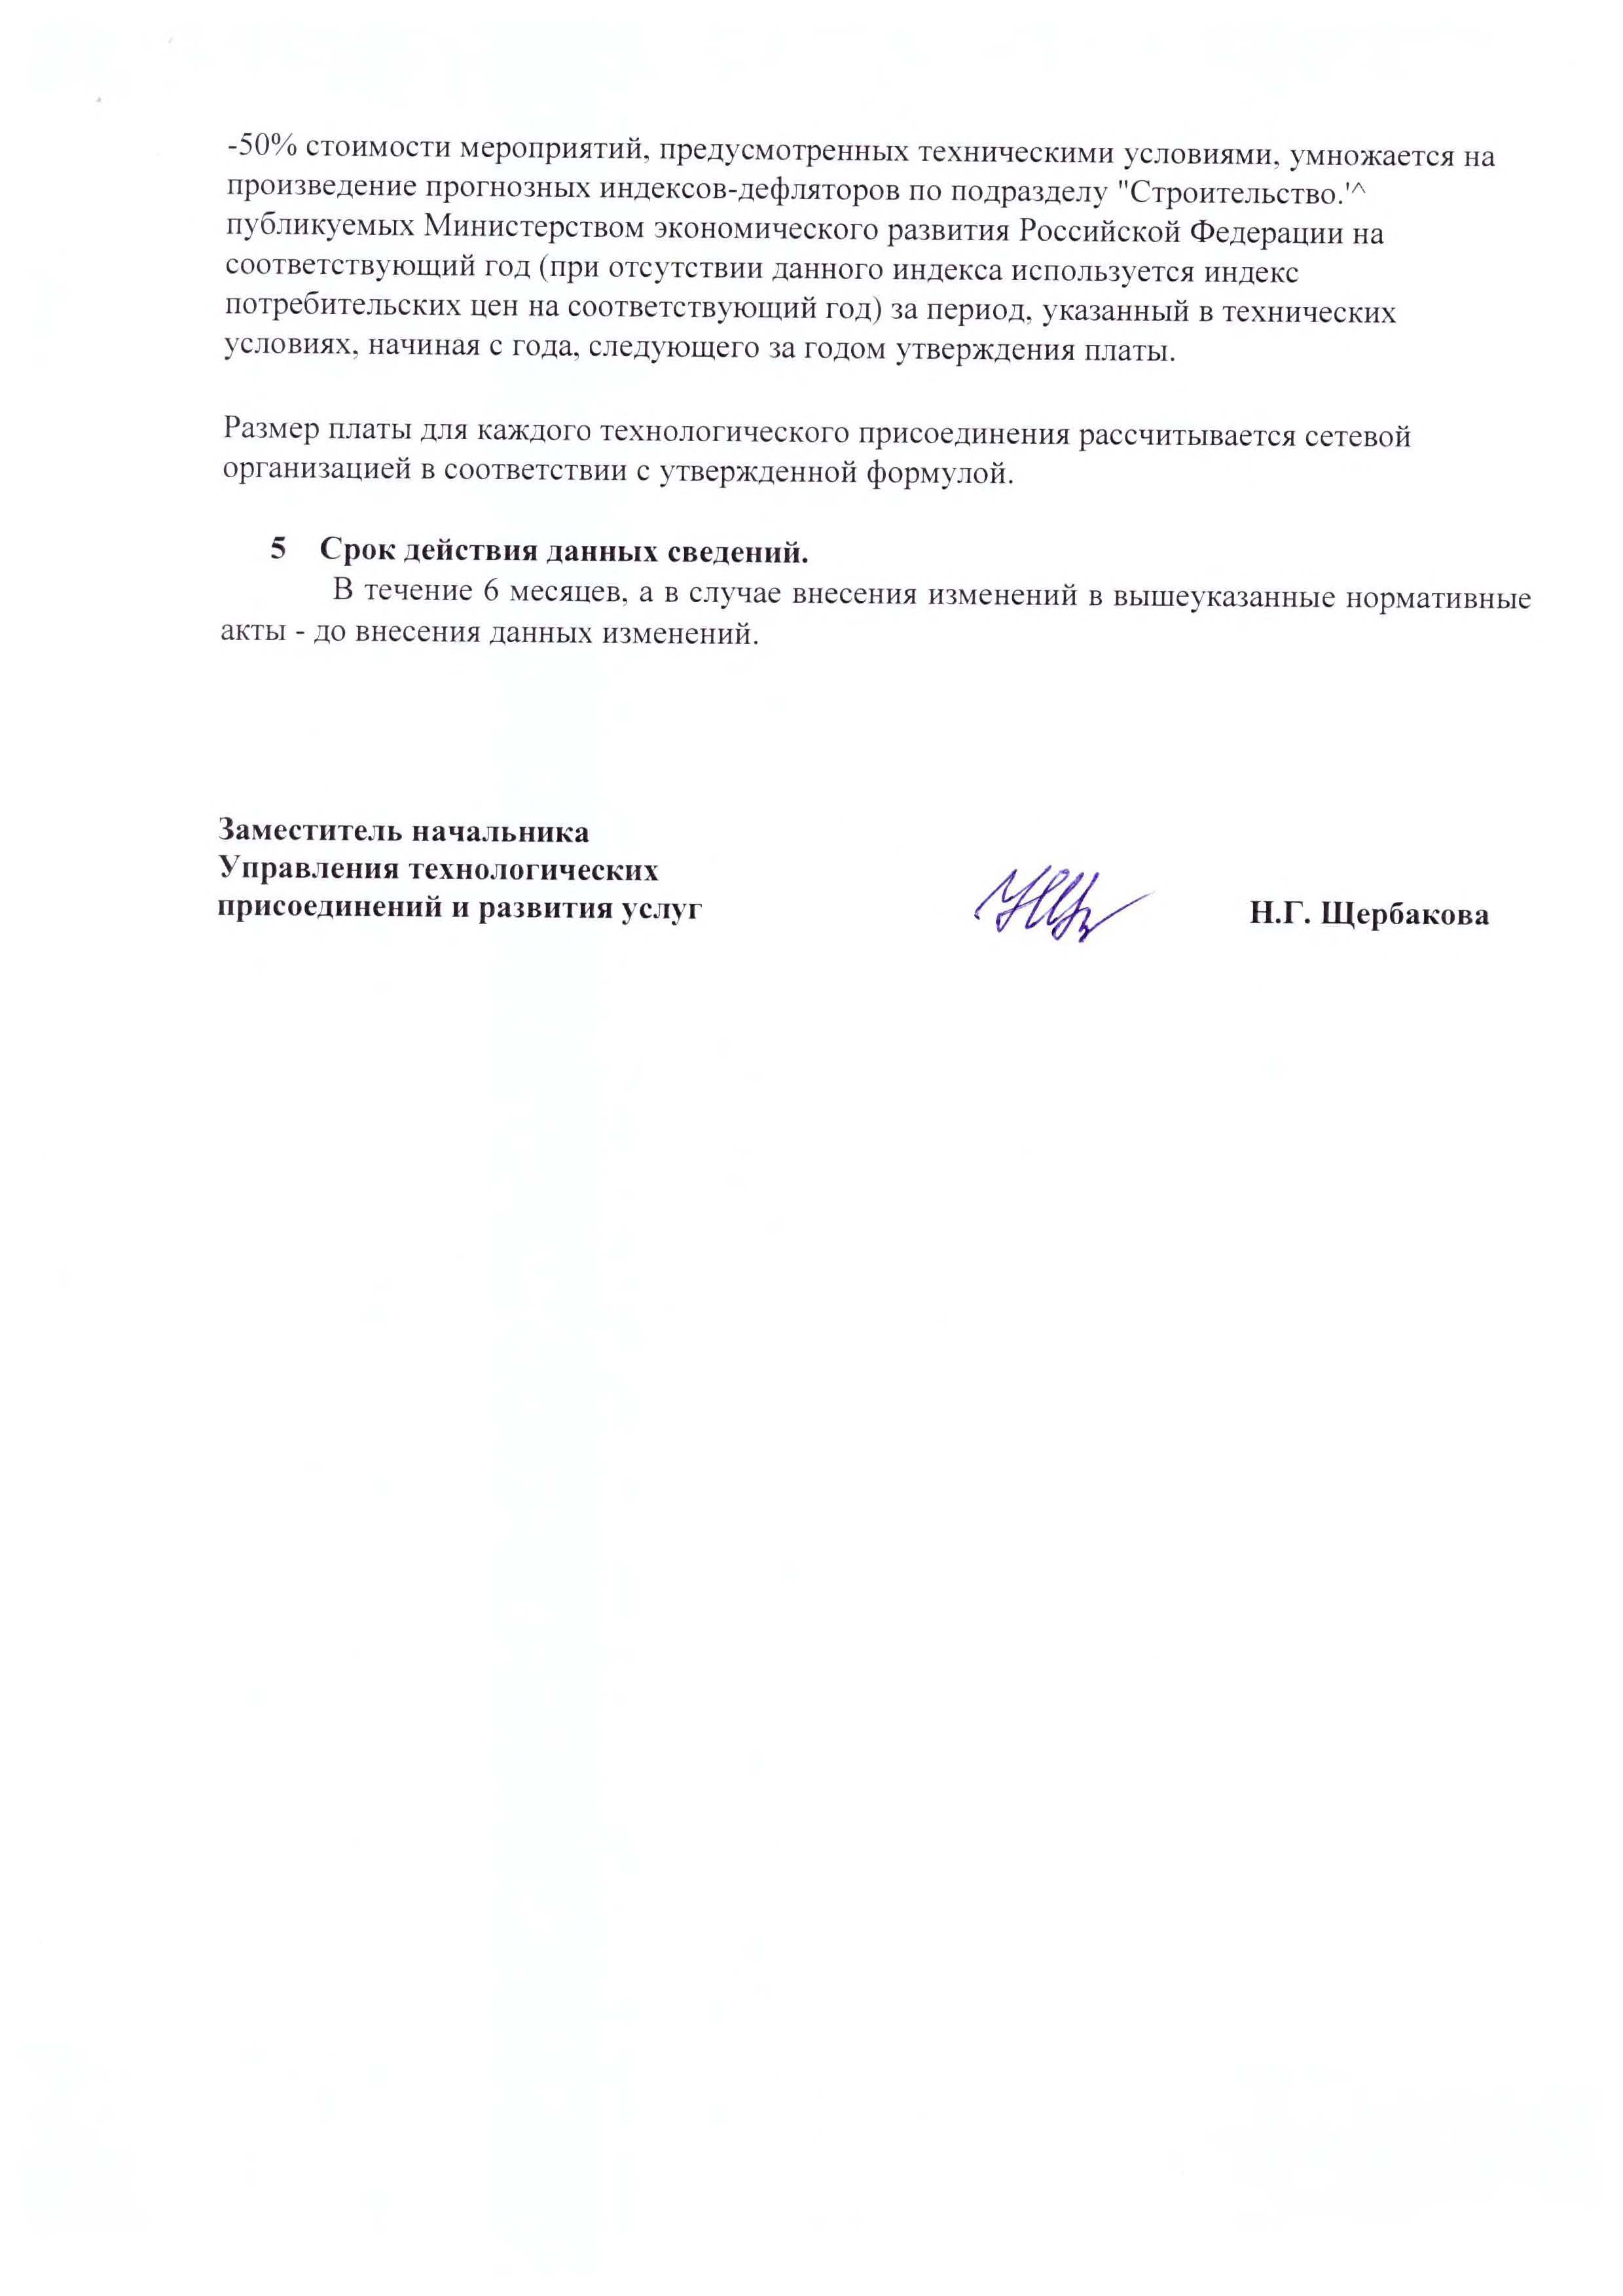 -50% стоимости мероприятий, предусмотренных техническими условиями, умножается на
произведение прогнозных индексов-дефляторов по подразделу "Строительство.'^
публикуемых Министерством экономического развития Российской Федерации на
соответствующий год (при отсутствии данного индекса используется индекс
потребительских цен на соответствующий год) за период, указанный в технических
условиях, начиная с года, следующего за годом утверждения платы.
Размер платы для каждого технологического присоединения рассчитывается сетевой
организацией в соответствии с утвержденной формулой.
5 Срок действия данных сведений.
В течение 6 месяцев, а в случае внесения изменений в вышеуказанные нормативные
акты - до внесения данных изменений.
Заместитель начальника
Управления технологических
присоединений и развития услуг
Н.Г. Щербакова